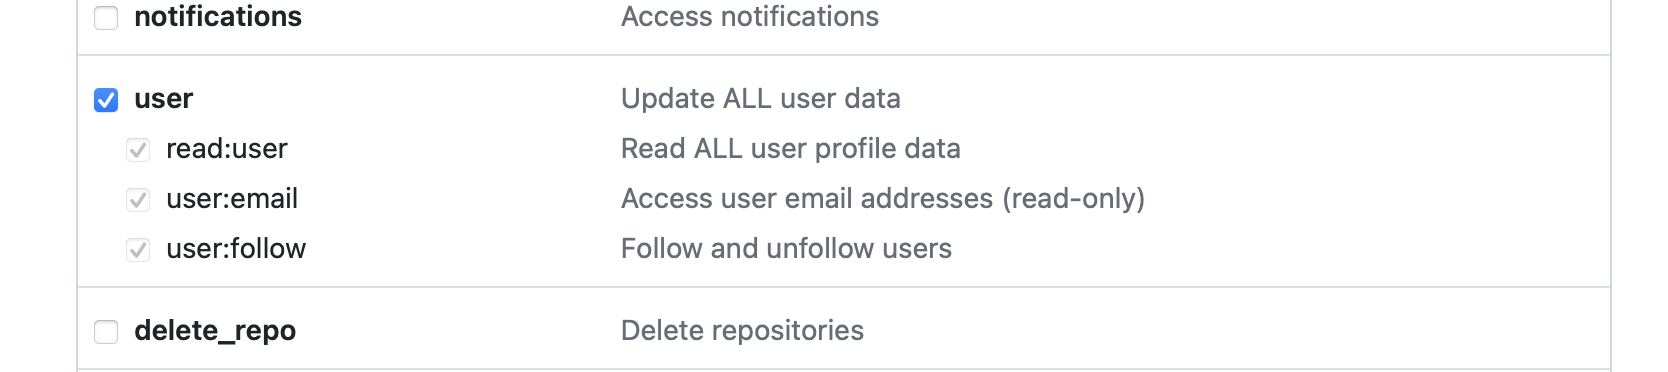 notifications Access notifications
user Update ALL user data
read:user Read ALL user profile data
user:email Access user email addresses (read-only)
user:follow Follow and unfollow users
delete_repo Delete repositories